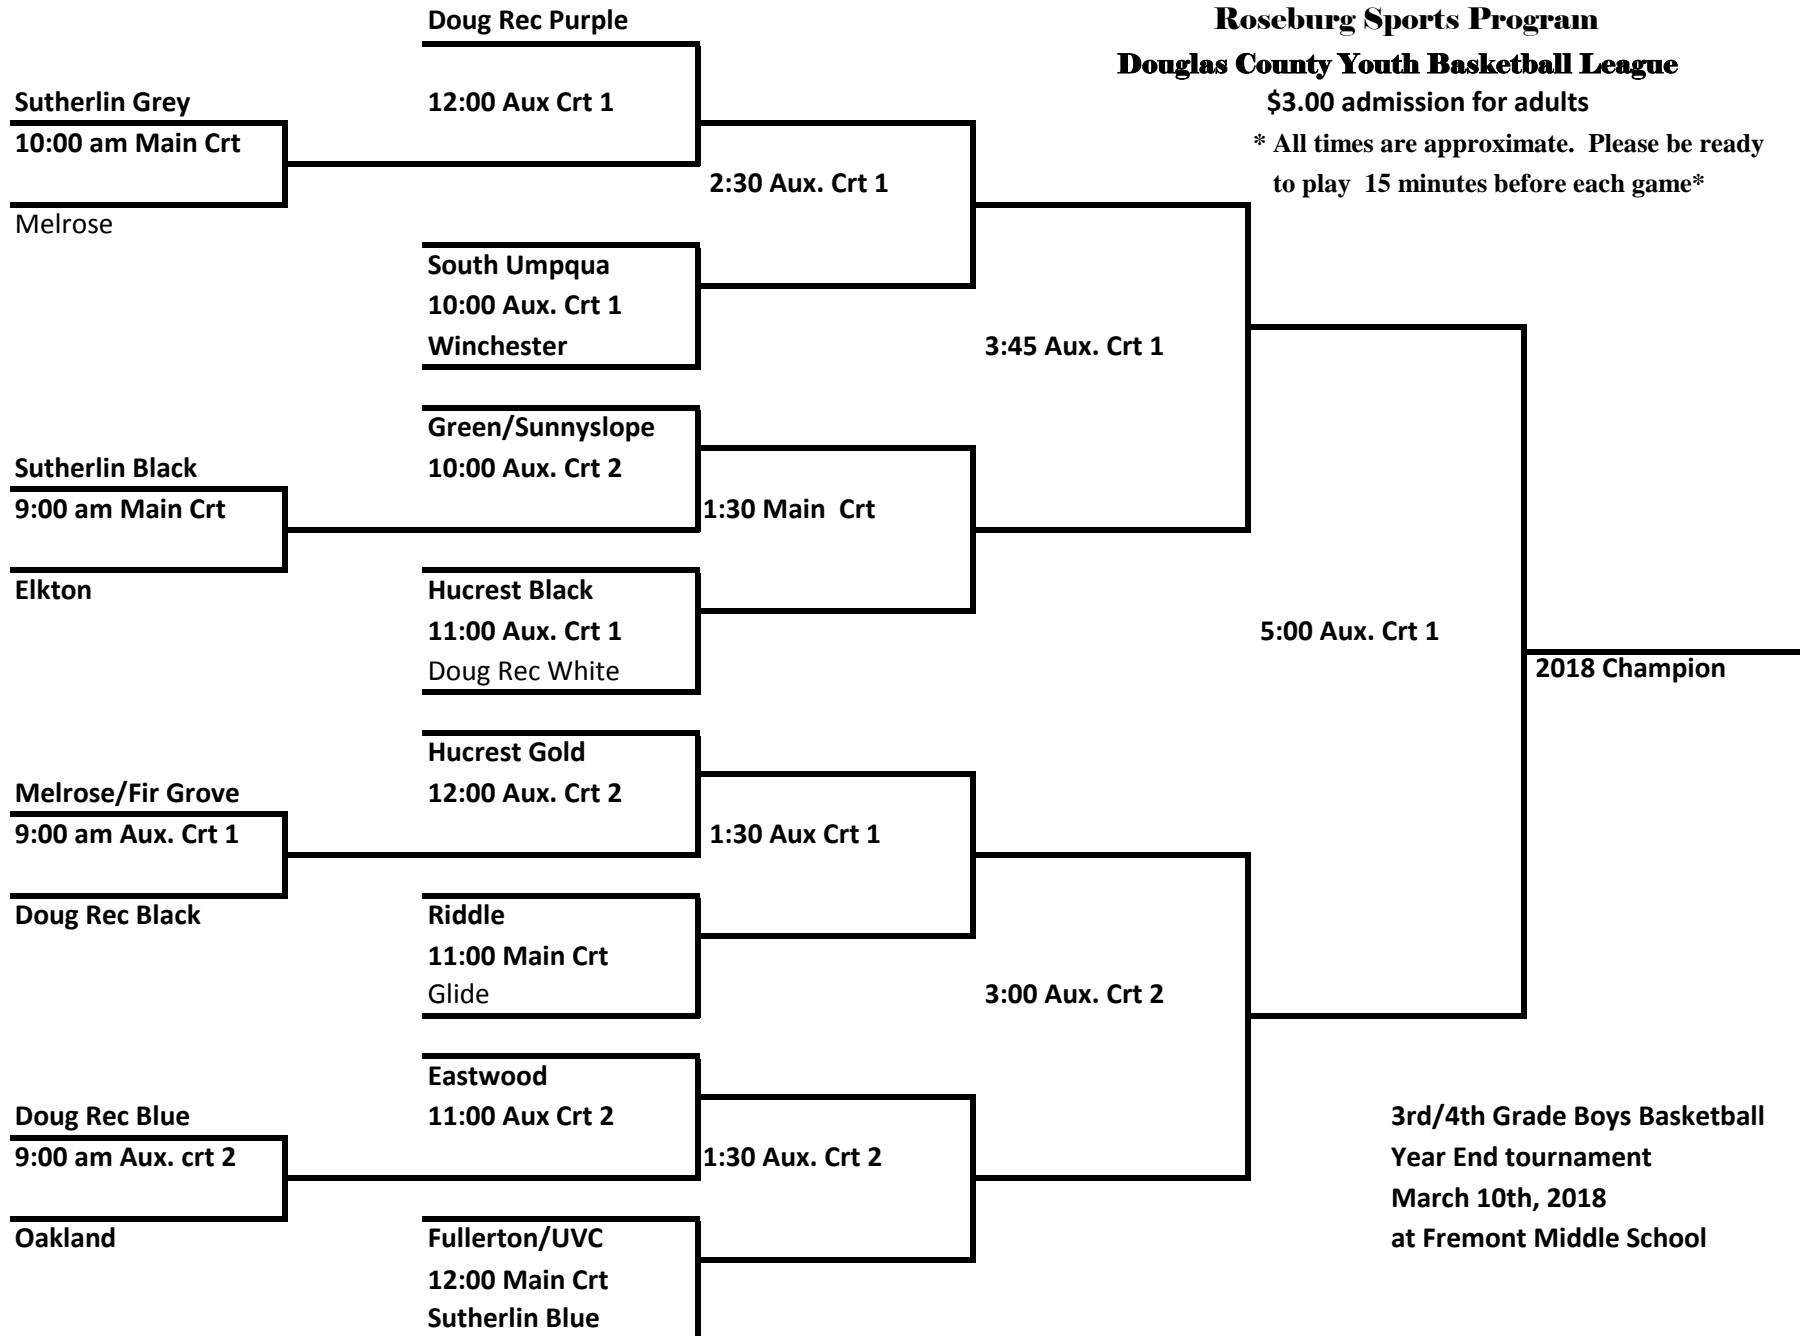 Doug Rec Purple
Roseburg Sports Program
Douglas County Youth Basketball League
Sutherlin Grey
12:00 Aux Crt 1
$3.00 admission for adults
10:00 am Main Crt
* All times are approximate.  Please be ready
2:30 Aux. Crt 1
to play  15 minutes before each game*
Melrose
South Umpqua
10:00 Aux. Crt 1
Winchester
3:45 Aux. Crt 1
Green/Sunnyslope
Sutherlin Black
10:00 Aux. Crt 2
9:00 am Main Crt
1:30 Main  Crt
Elkton
Hucrest Black
11:00 Aux. Crt 1
5:00 Aux. Crt 1
Doug Rec White
2018 Champion
Hucrest Gold
Melrose/Fir Grove
12:00 Aux. Crt 2
9:00 am Aux. Crt 1
1:30 Aux Crt 1
Doug Rec Black
Riddle
11:00 Main Crt
Glide
3:00 Aux. Crt 2
Eastwood
Doug Rec Blue
11:00 Aux Crt 2
3rd/4th Grade Boys Basketball
9:00 am Aux. crt 2
1:30 Aux. Crt 2
Year End tournament
March 10th, 2018
Oakland
Fullerton/UVC
at Fremont Middle School
12:00 Main Crt
Sutherlin Blue